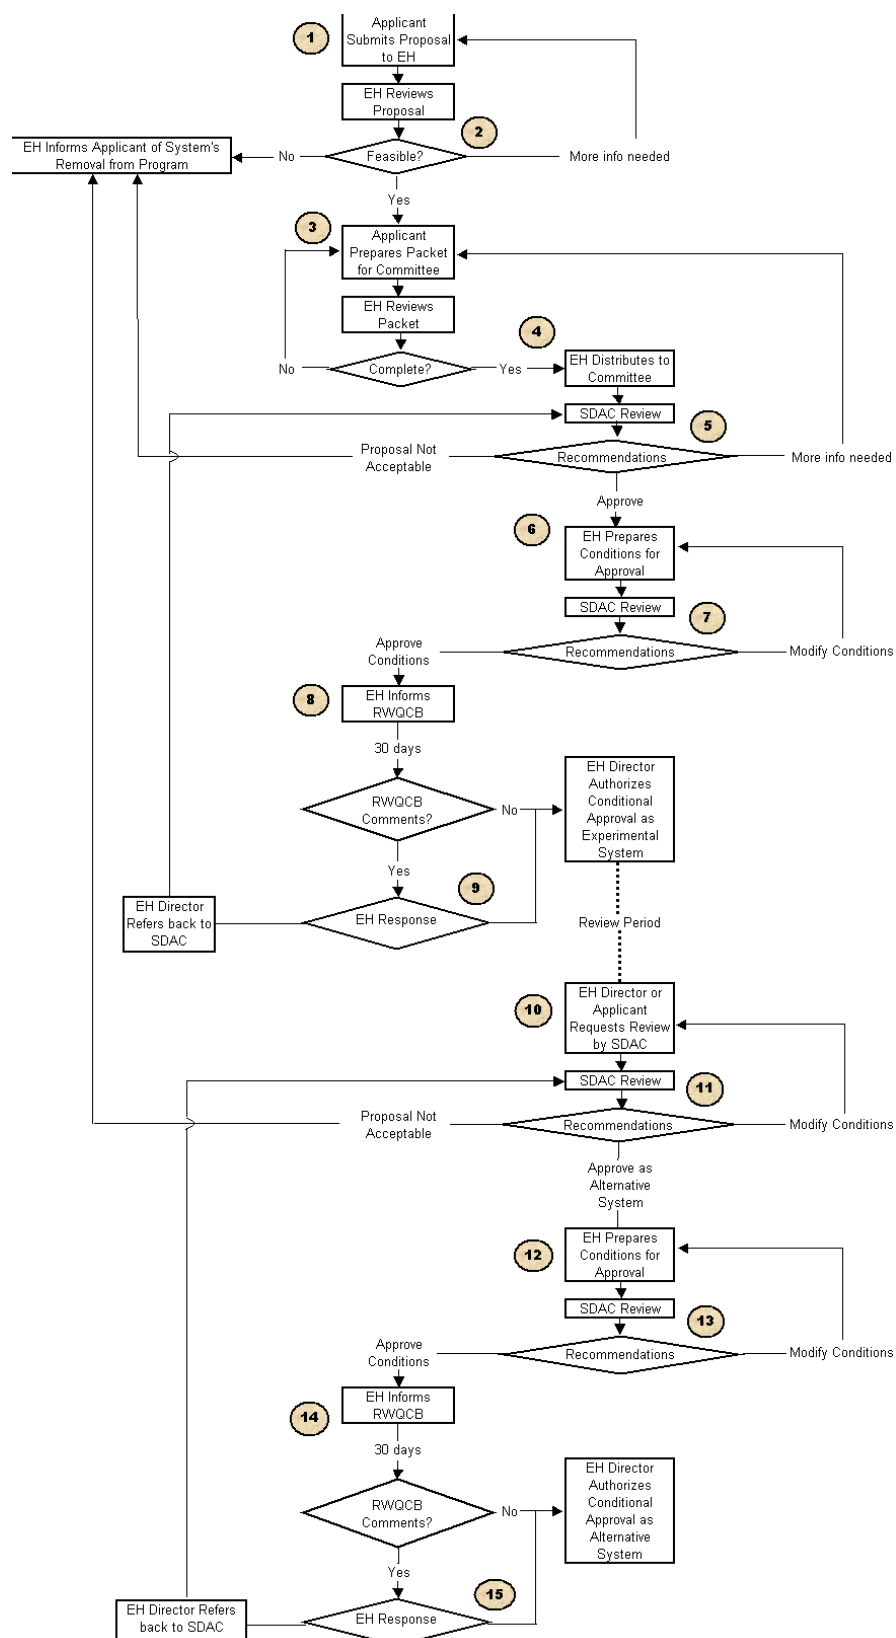 Applicant
Submits Proposal
to EH
1
EH Reviews
Proposal
2
EH Informs Applicant of System's
Removal from Program
No
Feasible?
More info needed
Yes
3
Applicant
Prepares Packet
for Committee
EH Reviews
Packet
4
No
Complete?
Yes
EH Distributes to
Committee
SDAC Review
5
Proposal Not
Acceptable
Recommendations
More info needed
Approve
6
EH Prepares
Conditions for
Approval
SDAC Review
7
Approve
Conditions
Recommendations
Modify Conditions
8
EH Informs
RWQCB
30 days
RWQCB
Comments?
No
EH Director
Authorizes
Conditional
Approval as
Experimental
System
Yes
9
EH Director
Refers back to
SDAC
EH Response
Review Period
10
EH Director or
Applicant
Requests Review
by SDAC
SDAC Review
11
Proposal Not
Acceptable
Recommendations
Modify Conditions
Approve as
Alternative
System
12
EH Prepares
Conditions for
Approval
SDAC Review
13
Approve
Conditions
Recommendations
Modify Conditions
14
EH Informs
RWQCB
30 days
RWQCB
Comments?
No
EH Director
Authorizes
Conditional
Approval as
Alternative
System
Yes
15
EH Director Refers
back to SDAC
EH Response